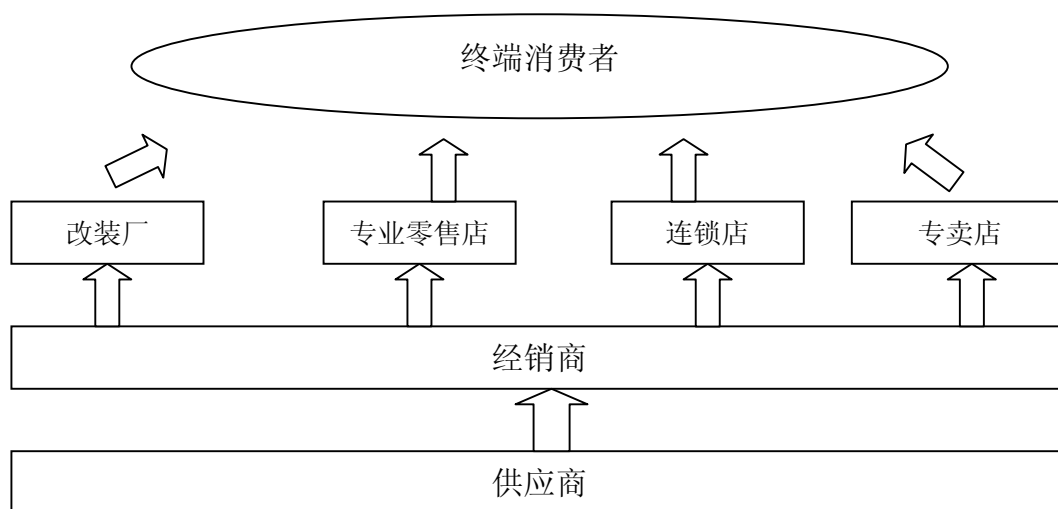 终端消费者
改装厂
专业零售店
连锁店
专卖店
经销商
供应商